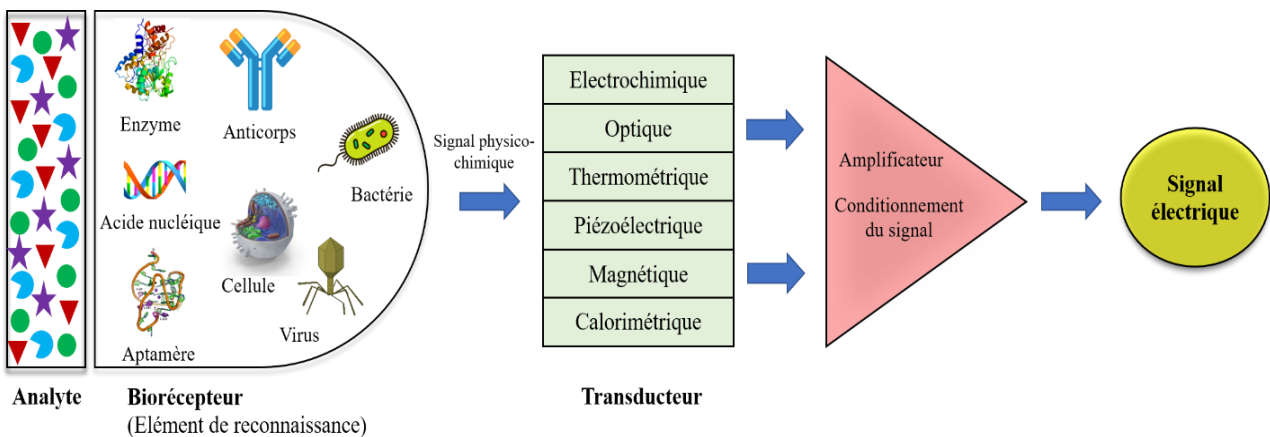 Enzyme
Anticorps
Bactérie
Acide nucléique
Cellule
Virus
Aptamère
Analyte
Biorécepteur
(Elément de reconnaissance)
Signal physico-
chimique
Electrochimique
Optique
Thermométrique
Piézoélectrique
Magnétique
Calorimétrique
Transducteur
Amplificateur
Conditionnement
du signal
Signal
électrique